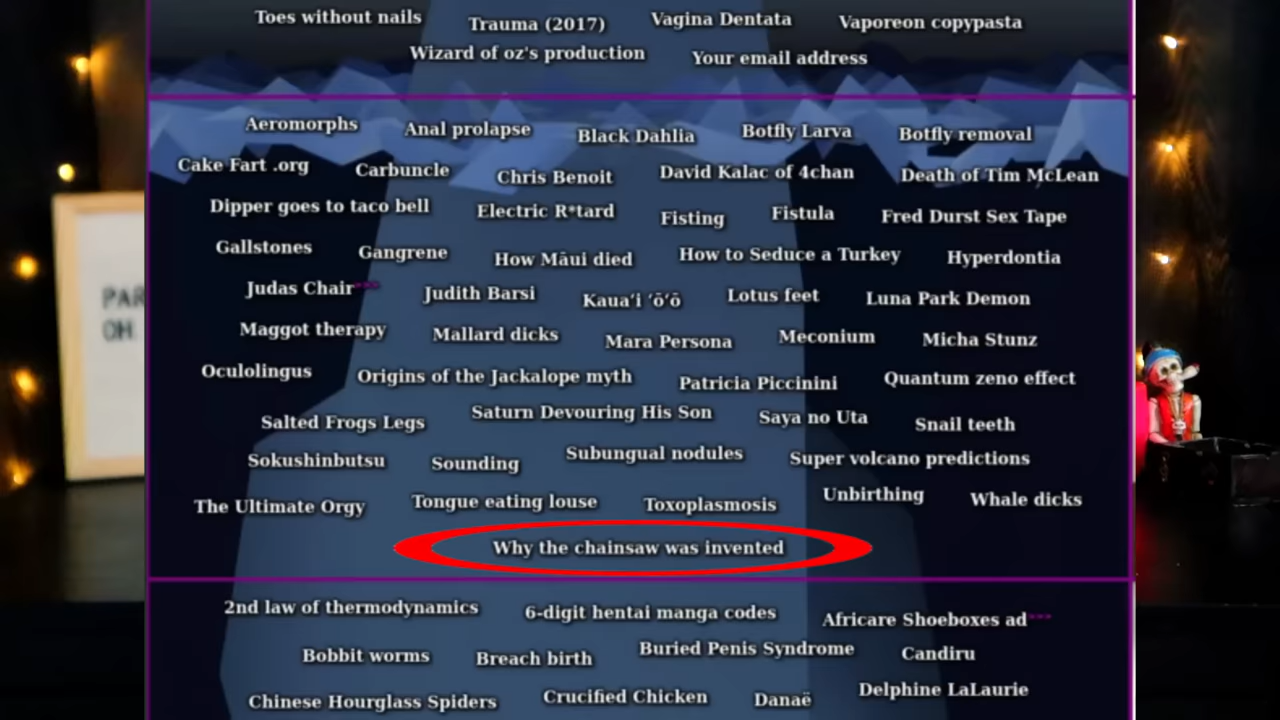 Toes without nails Trauma (2017) Vagina Dentata Vaporeon copypasta
Wizard of oz's production Your email address
Aeromorphs Anal prolapse Black Dahlia Botfly Larva Botfly removal
Cake Fart .org Carbuncle Chris Benoit David Kalac of 4chan Death of Tim McLean
Dipper goes to taco bell Electric R*tard Fisting Fistula Fred Durst Sex Tape
Gallstones Gangrene How Māui died How to Seduce a Turkey Hyperdontia
Judas Chair*** Judith Barsi Kauaʻi ʻōʻō Lotus feet Luna Park Demon
Maggot therapy Mallard dicks Mara Persona Meconium Micha Stunz
Oculolingus Origins of the Jackalope myth Patricia Piccinini Quantum zeno effect
Salted Frogs Legs Saturn Devouring His Son Saya no Uta Snail teeth
Sokushinbutsu Sounding Subungual nodules Super volcano predictions
The Ultimate Orgy Tongue eating louse Toxoplasmosis Unbirthing Whale dicks
Why the chainsaw was invented
2nd law of thermodynamics 6-digit hentai manga codes Africare Shoeboxes ad***
Bobbit worms Breach birth Buried Penis Syndrome Candiru
Chinese Hourglass Spiders Crucified Chicken Danaë Delphine LaLaurie
PAR
OH